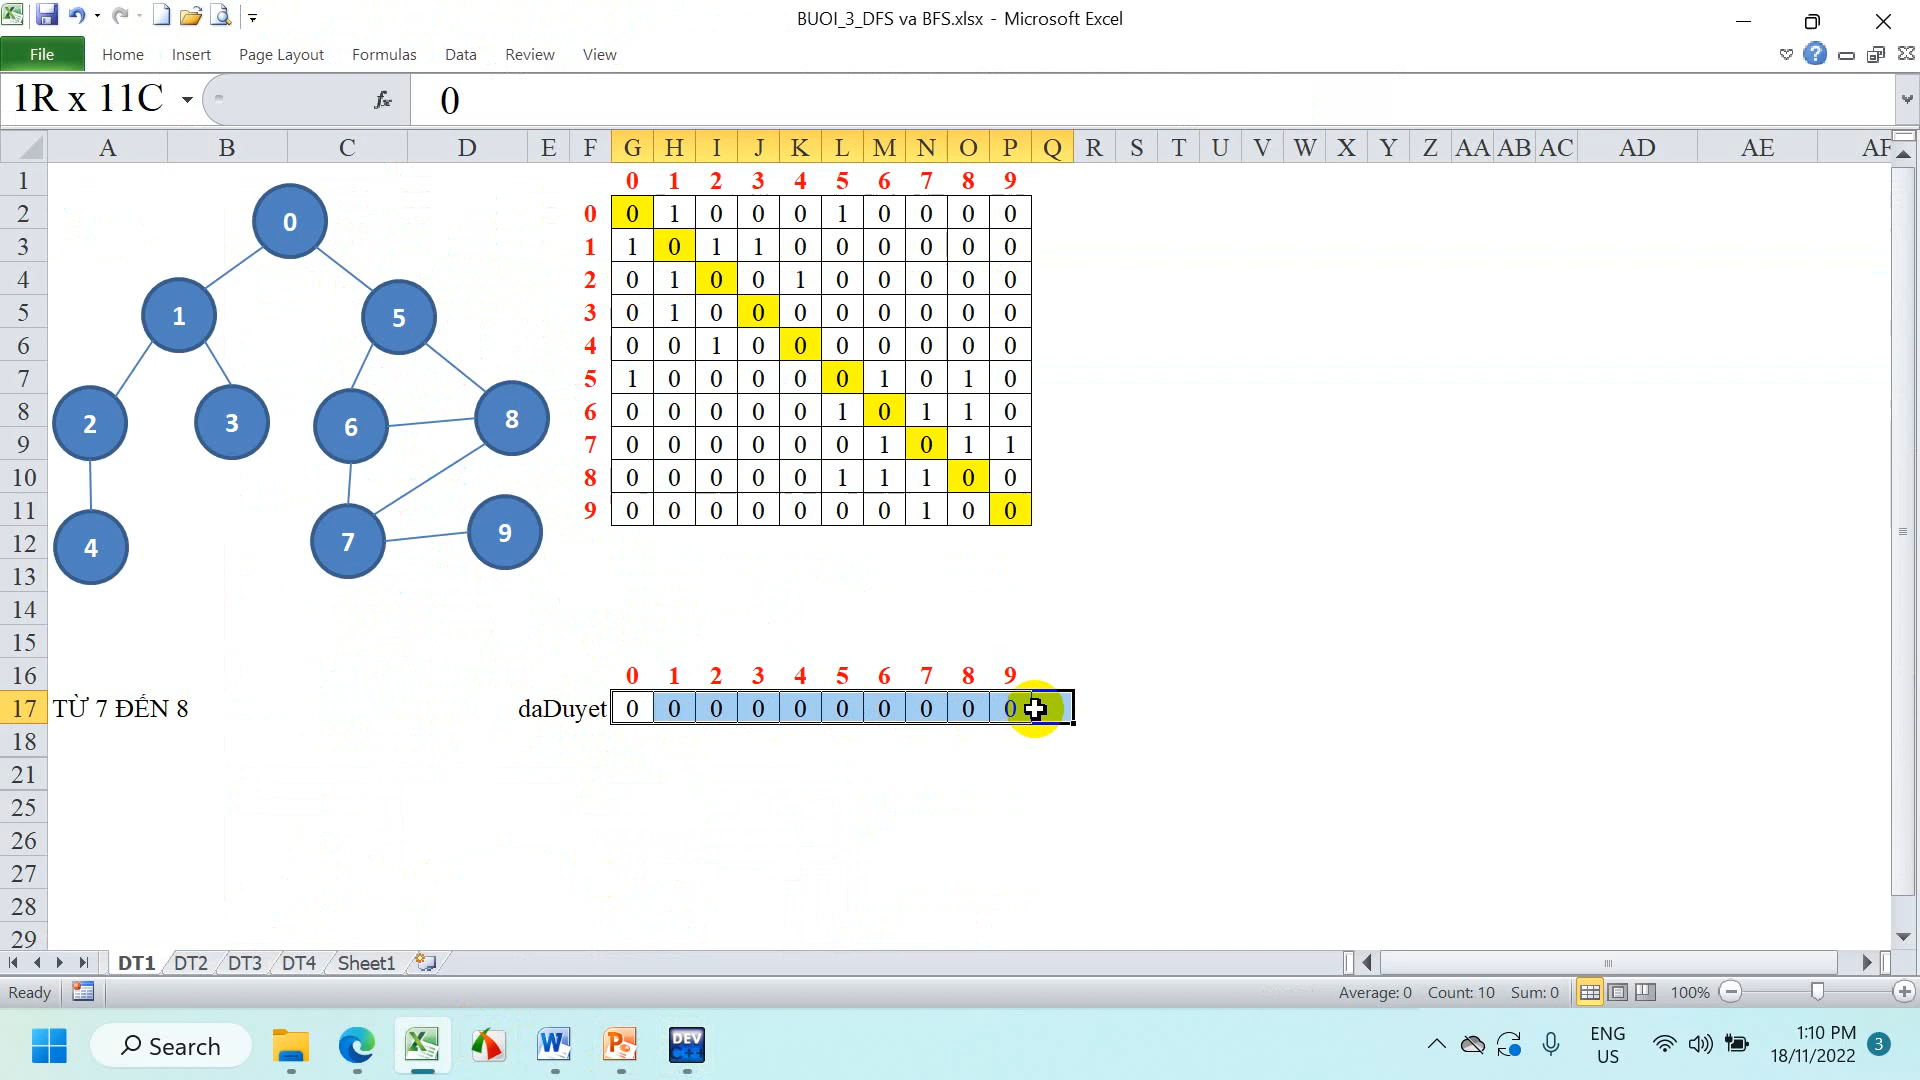 BUOI_3_DFS va BFS.xlsx - Microsoft Excel
File Home Insert Page Layout Formulas Data Review View
1R x 11C fx 0
A B C D E F G H I J K L M N O P Q R S T U V W X Y Z AA AB AC AD AE AF
1 0 1 2 3 4 5 6 7 8 9
2 0 0 1 0 0 0 1 0 0 0 0
3 1 1 0 1 1 0 0 0 0 0 0
4 2 0 1 0 0 1 0 0 0 0 0
5 3 0 1 0 0 0 0 0 0 0 0
6 4 0 0 1 0 0 0 0 0 0 0
7 5 1 0 0 0 0 0 1 0 1 0
8 6 0 0 0 0 0 1 0 1 1 0
9 7 0 0 0 0 0 0 1 0 1 1
10 8 0 0 0 0 0 1 1 1 0 0
11 9 0 0 0 0 0 0 0 1 0 0
12
13
14
15
0
1 5
2 3 6 8
4 7 9
16 0 1 2 3 4 5 6 7 8 9
17 TỪ 7 ĐẾN 8 daDuyet 0 0 0 0 0 0 0 0 0 0
18
21
25
26
27
28
29
DT1 DT2 DT3 DT4 Sheet1
Ready Average: 0 Count: 10 Sum: 0 100%
Search DEV C++ ENG US 1:10 PM 18/11/2022 3